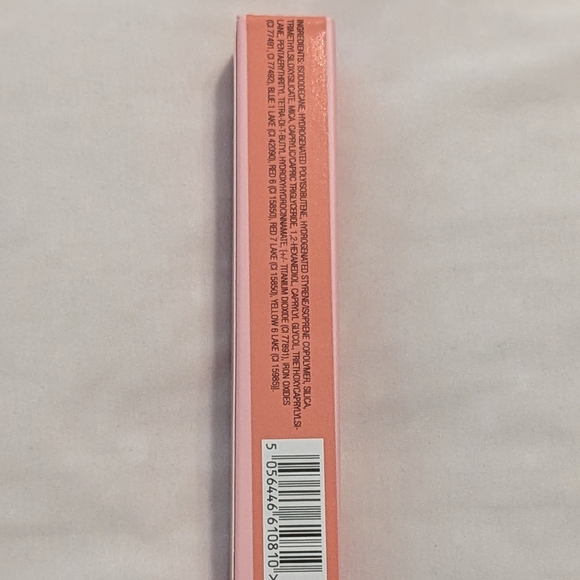 INGREDIENTS: ISODODECANE, HYDROGENATED POLYISOBUTENE, HYDROGENATED STYRENE/ISOPRENE COPOLYMER, SILICA,
TRIMETHYLSILOXYSILICATE, MICA, CAPRYLIC/CAPRIC TRIGLYCERIDE, 1,2-HEXANEDIOL, CAPRYLYL GLYCOL, TRIETHOXYCAPRYLYLSI-
LANE, PENTAERYTHRITYL TETRA-DI-T-BUTYL HYDROXYHYDROCINNAMATE, [+/- TITANIUM DIOXIDE (CI 77891), IRON OXIDES
(CI 77491, CI 77492), BLUE 1 LAKE (CI 42090), RED 6 (CI 15850), RED 7 LAKE (CI 15850), YELLOW 6 LAKE (CI 15985)].
5 056446 610810 >